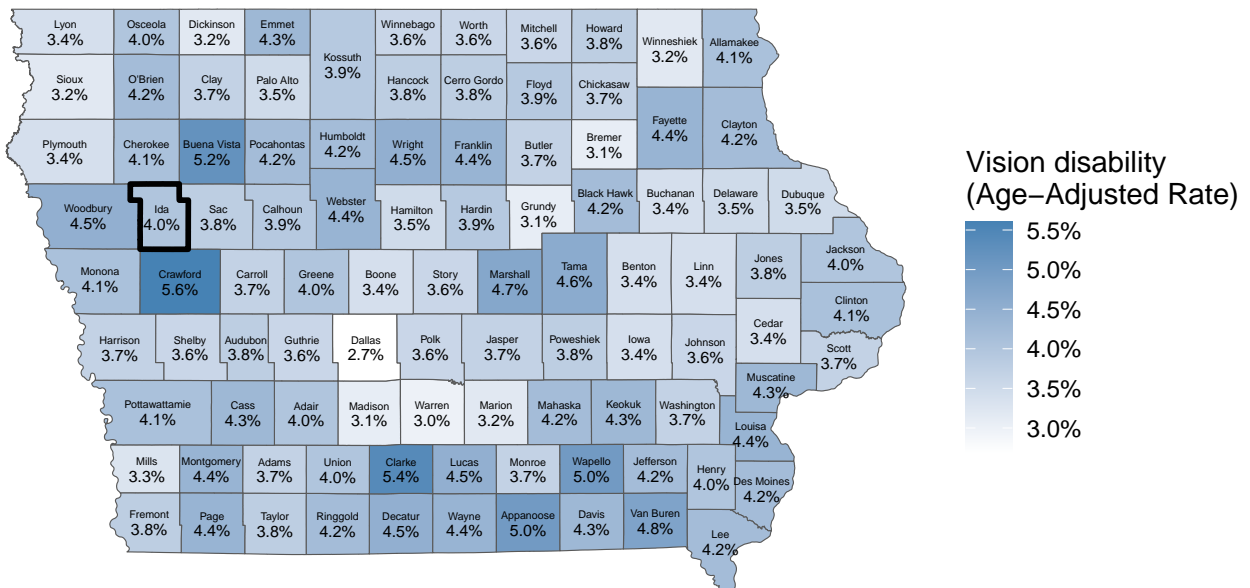 Lyon
3.4%
Osceola
4.0%
Dickinson
3.2%
Emmet
4.3%
Kossuth
3.9%
Winnebago
3.6%
Worth
3.6%
Mitchell
3.6%
Howard
3.8%
Winneshiek
3.2%
Allamakee
4.1%
Sioux
3.2%
O'Brien
4.2%
Clay
3.7%
Palo Alto
3.5%
Hancock
3.8%
Cerro Gordo
3.8%
Floyd
3.9%
Chickasaw
3.7%
Fayette
4.4%
Clayton
4.2%
Plymouth
3.4%
Cherokee
4.1%
Buena Vista
5.2%
Pocahontas
4.2%
Humboldt
4.2%
Wright
4.5%
Franklin
4.4%
Butler
3.7%
Bremer
3.1%
Woodbury
4.5%
Ida
4.0%
Sac
3.8%
Calhoun
3.9%
Webster
4.4%
Hamilton
3.5%
Hardin
3.9%
Grundy
3.1%
Black Hawk
4.2%
Buchanan
3.4%
Delaware
3.5%
Dubuque
3.5%
Monona
4.1%
Crawford
5.6%
Carroll
3.7%
Greene
4.0%
Boone
3.4%
Story
3.6%
Marshall
4.7%
Tama
4.6%
Benton
3.4%
Linn
3.4%
Jones
3.8%
Jackson
4.0%
Clinton
4.1%
Harrison
3.7%
Shelby
3.6%
Audubon
3.8%
Guthrie
3.6%
Dallas
2.7%
Polk
3.6%
Jasper
3.7%
Poweshiek
3.8%
Iowa
3.4%
Johnson
3.6%
Cedar
3.4%
Scott
3.7%
Muscatine
4.3%
Pottawattamie
4.1%
Cass
4.3%
Adair
4.0%
Madison
3.1%
Warren
3.0%
Marion
3.2%
Mahaska
4.2%
Keokuk
4.3%
Washington
3.7%
Louisa
4.4%
Mills
3.3%
Montgomery
4.4%
Adams
3.7%
Union
4.0%
Clarke
5.4%
Lucas
4.5%
Monroe
3.7%
Wapello
5.0%
Jefferson
4.2%
Henry
4.0%
Des Moines
4.2%
Fremont
3.8%
Page
4.4%
Taylor
3.8%
Ringgold
4.2%
Decatur
4.5%
Wayne
4.4%
Appanoose
5.0%
Davis
4.3%
Van Buren
4.8%
Lee
4.2%
Vision disability
(Age−Adjusted Rate)
5.5%
5.0%
4.5%
4.0%
3.5%
3.0%